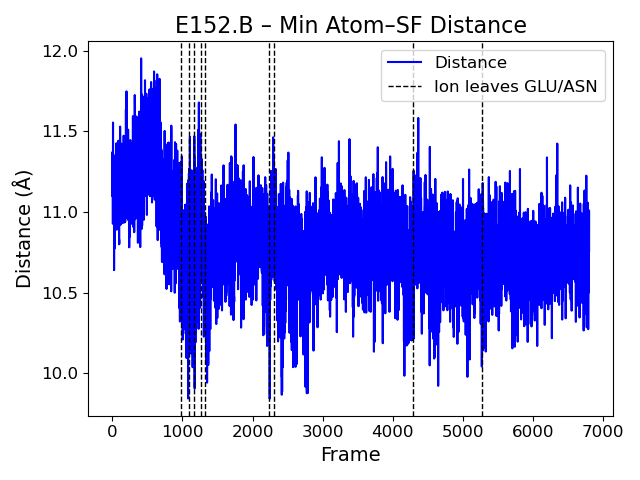 E152.B – Min Atom–SF Distance
Distance
Ion leaves GLU/ASN
Distance (Å)
12.0
11.5
11.0
10.5
10.0
0 1000 2000 3000 4000 5000 6000 7000
Frame